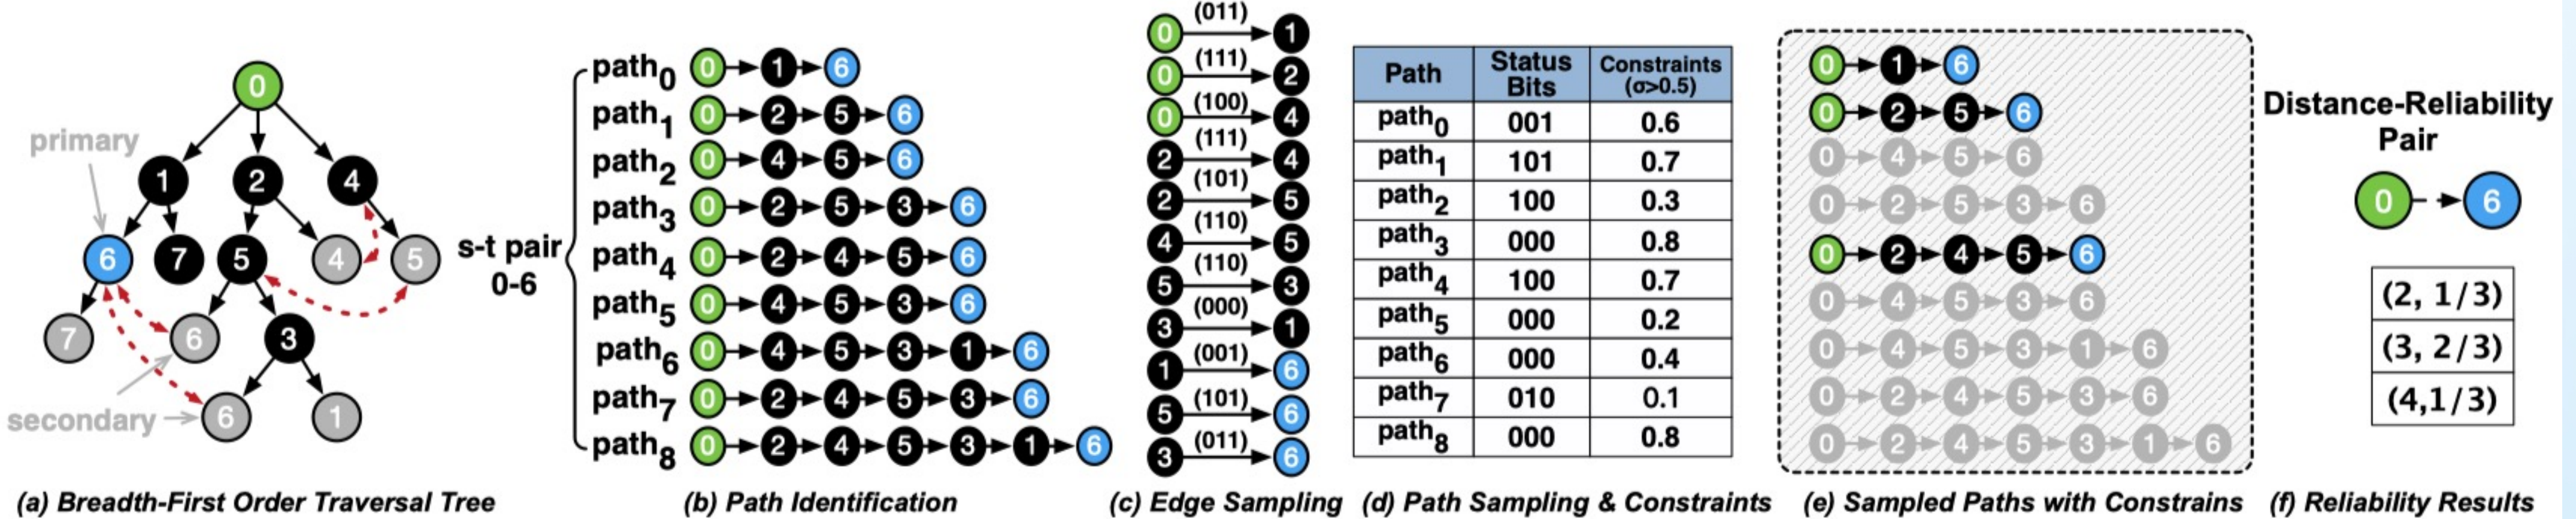 0
primary
1 2 4
6 7 5 4 5
7 6 3
secondary
6 1
(a) Breadth-First Order Traversal Tree
s-t pair
0-6
path0 0 1 6
path1 0 2 5 6
path2 0 4 5 6
path3 0 2 5 3 6
path4 0 2 4 5 6
path5 0 4 5 3 6
path6 0 4 5 3 1 6
path7 0 2 4 5 3 6
path8 0 2 4 5 3 1 6
(b) Path Identification
0 (011) 1
0 (111) 2
0 (100) 4
2 (111) 4
2 (101) 5
4 (110) 5
5 (110) 3
3 (000) 1
1 (001) 6
5 (101) 6
3 (011) 6
(c) Edge Sampling
Path Status Bits Constraints (σ>0.5)
path0 001 0.6
path1 101 0.7
path2 100 0.3
path3 000 0.8
path4 100 0.7
path5 000 0.2
path6 000 0.4
path7 010 0.1
path8 000 0.8
(d) Path Sampling & Constraints
0 1 6
0 2 5 6
0 4 5 6
0 2 5 3 6
0 2 4 5 6
0 4 5 3 6
0 4 5 3 1 6
0 2 4 5 3 6
0 2 4 5 3 1 6
(e) Sampled Paths with Constrains
Distance-Reliability
Pair
0 6
(2, 1/3)
(3, 2/3)
(4,1/3)
(f) Reliability Results